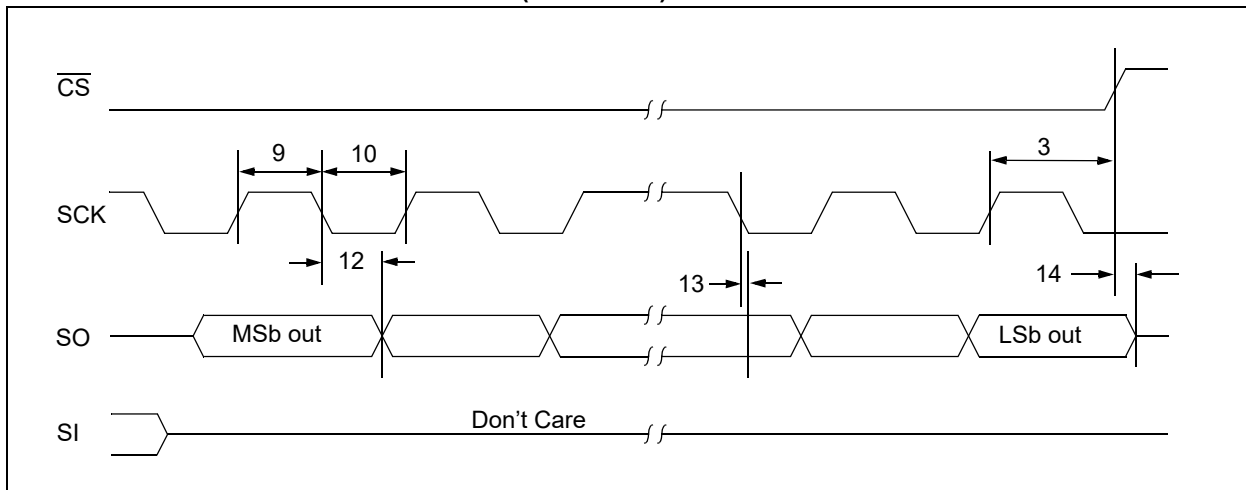 CS
9
10
3
SCK
12
13
14
SO
MSb out
LSb out
SI
Don’t Care